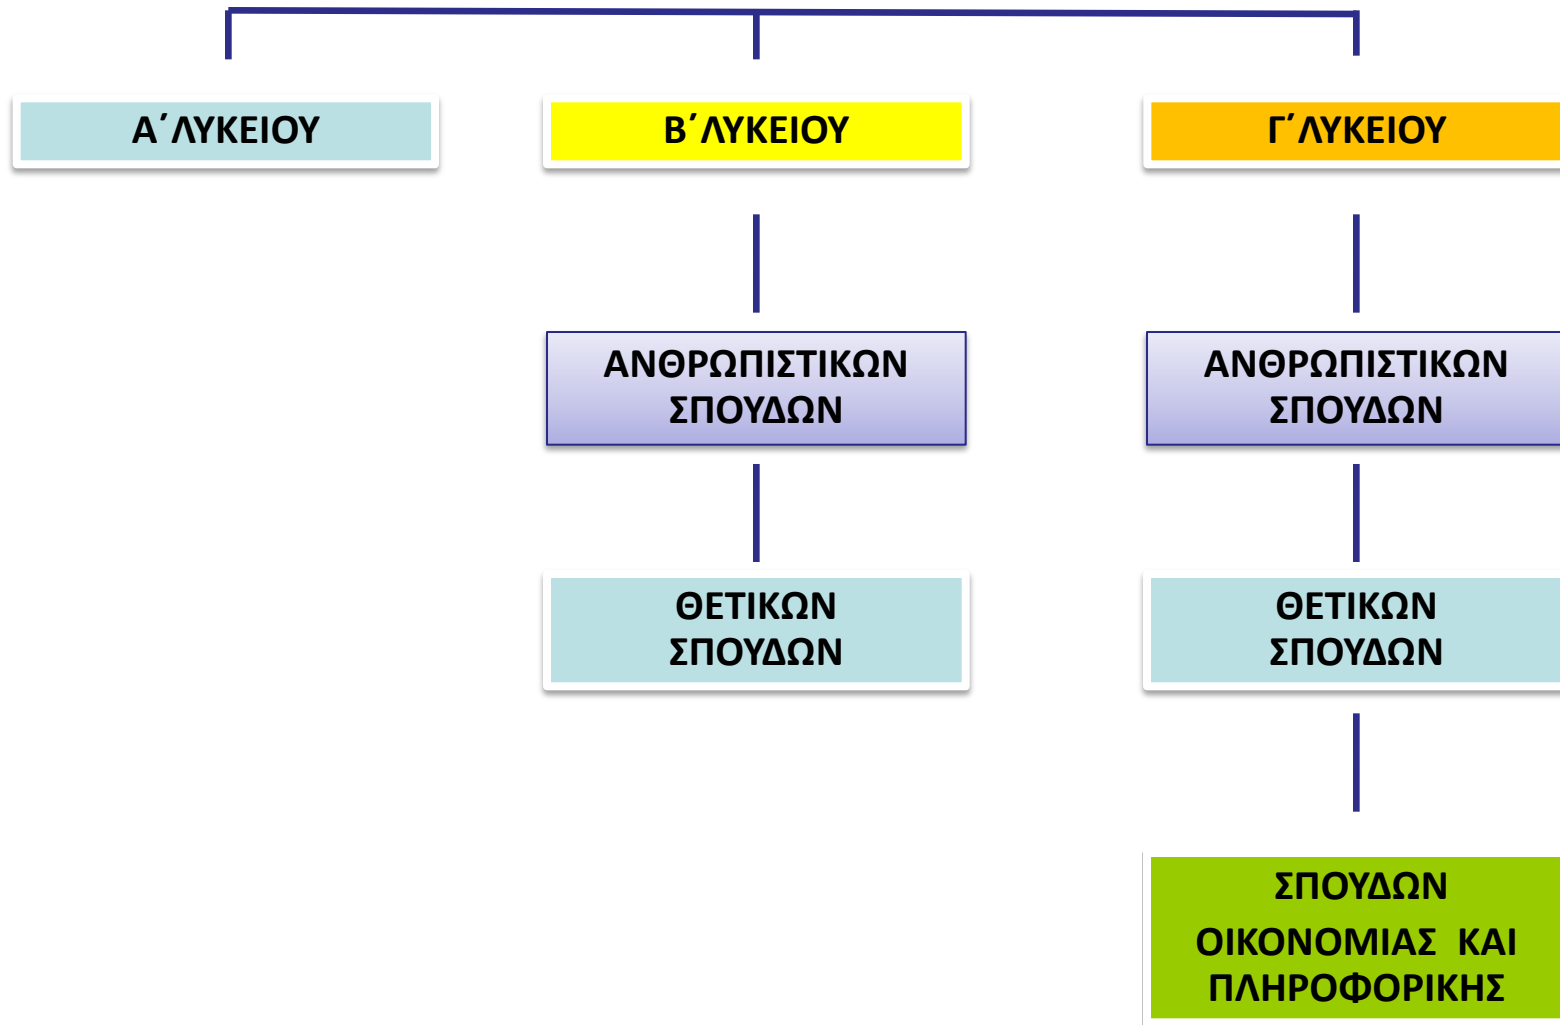 Α΄ΛΥΚΕΙΟΥ
Β΄ΛΥΚΕΙΟΥ
Γ΄ΛΥΚΕΙΟΥ
ΑΝΘΡΩΠΙΣΤΙΚΩΝ
ΣΠΟΥΔΩΝ
ΑΝΘΡΩΠΙΣΤΙΚΩΝ
ΣΠΟΥΔΩΝ
ΘΕΤΙΚΩΝ
ΣΠΟΥΔΩΝ
ΘΕΤΙΚΩΝ
ΣΠΟΥΔΩΝ
ΣΠΟΥΔΩΝ
ΟΙΚΟΝΟΜΙΑΣ ΚΑΙ
ΠΛΗΡΟΦΟΡΙΚΗΣ